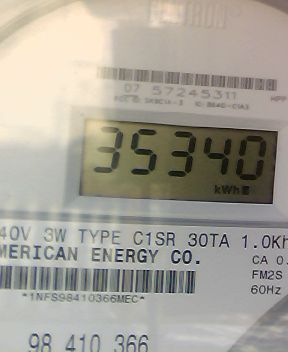 CENTRON®
07 57245311
35340
kWh
40V 3W TYPE C1SR 30TA 1.0Kh
MERICAN ENERGY CO.
CA 0.
FM2S
*1NFS98410366MEC*
60Hz
98 410 366